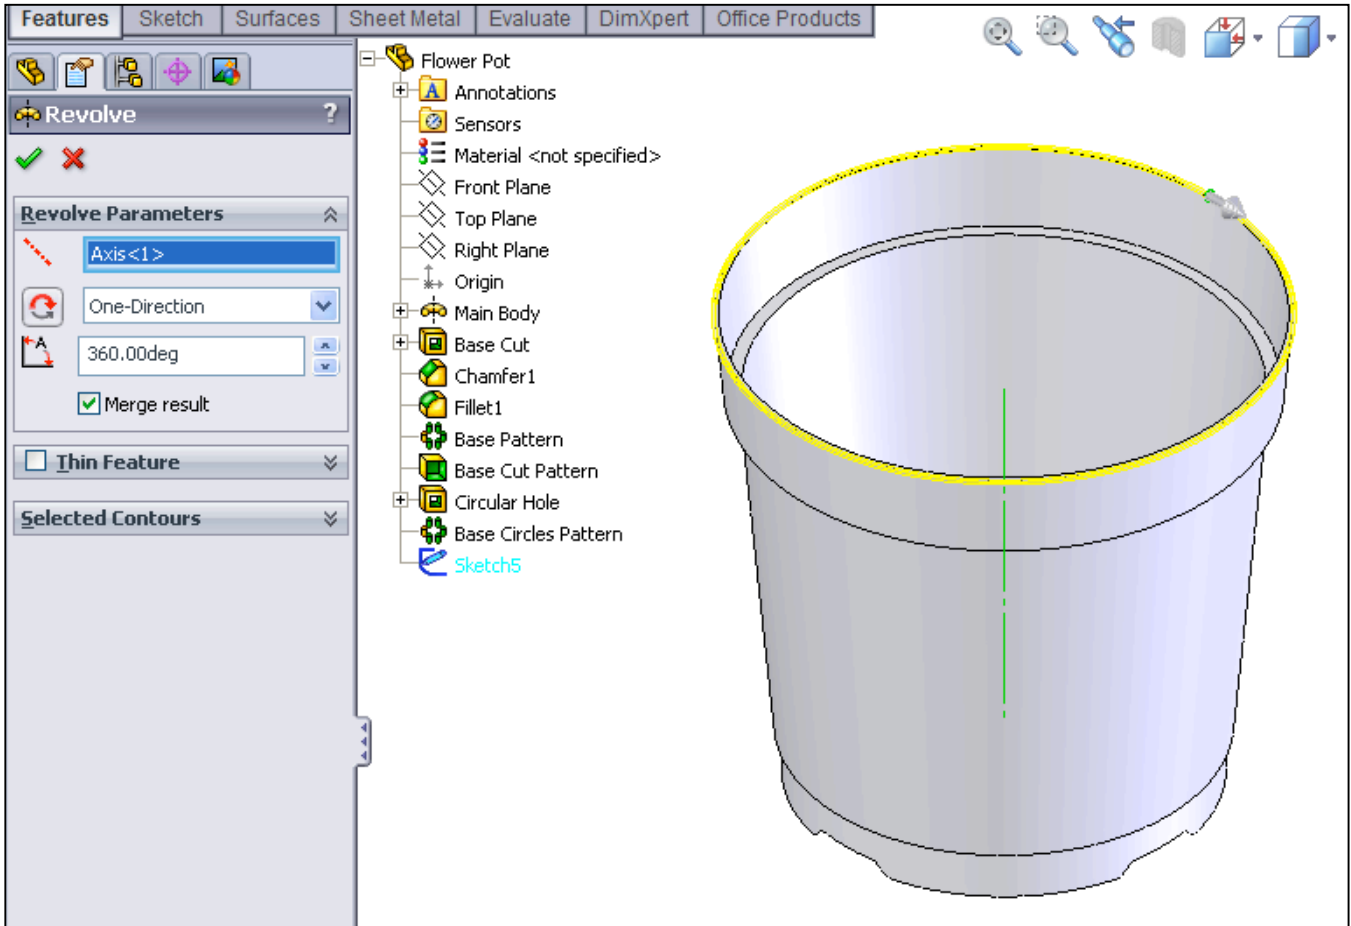 Features Sketch Surfaces Sheet Metal Evaluate DimXpert Office Products
Revolve ?
Revolve Parameters
Axis<1>
One-Direction
A
360.00deg
Merge result
Thin Feature
Selected Contours
Flower Pot
A Annotations
Sensors
Material <not specified>
Front Plane
Top Plane
Right Plane
Origin
Main Body
Base Cut
Chamfer1
Fillet1
Base Pattern
Base Cut Pattern
Circular Hole
Base Circles Pattern
Sketch5